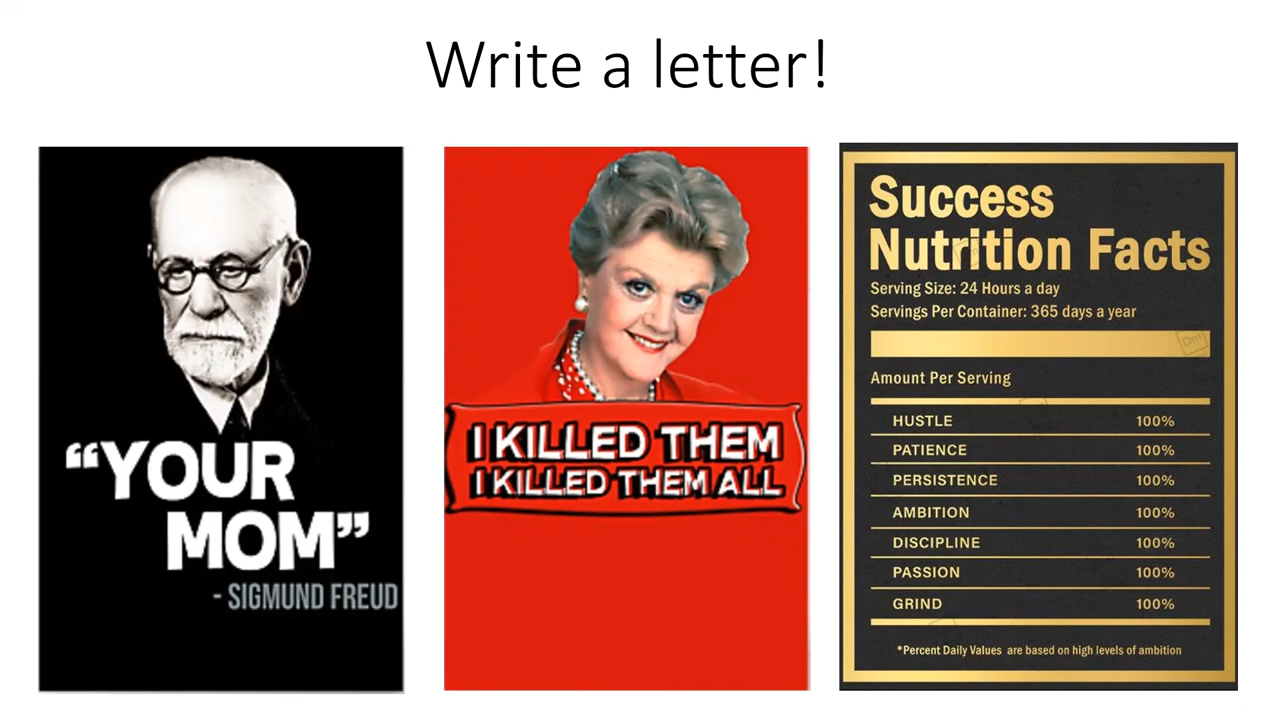 Write a letter!
“YOUR
MOM”
- SIGMUND FREUD
I KILLED THEM
I KILLED THEM ALL
Success
Nutrition Facts
Serving Size: 24 Hours a day
Servings Per Container: 365 days a year
Amount Per Serving
HUSTLE 100%
PATIENCE 100%
PERSISTENCE 100%
AMBITION 100%
DISCIPLINE 100%
PASSION 100%
GRIND 100%
*Percent Daily Values are based on high levels of ambition